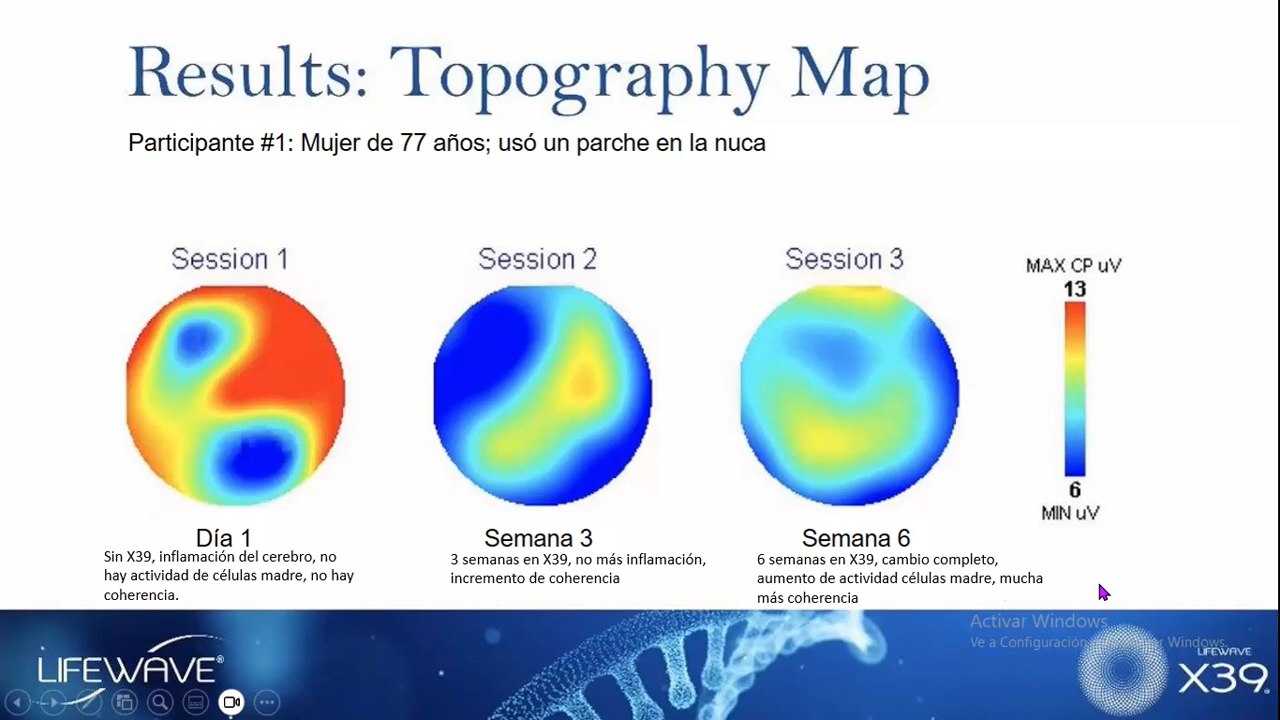 Results: Topography Map
Participante #1: Mujer de 77 años; usó un parche en la nuca
Session 1
Session 2
Session 3
MAX CP uV
13
6
MIN uV
Día 1
Sin X39, inflamación del cerebro, no
hay actividad de células madre, no hay
coherencia.
Semana 3
3 semanas en X39, no más inflamación,
incremento de coherencia
Semana 6
6 semanas en X39, cambio completo,
aumento de actividad células madre, mucha
más coherencia
Activar Windows
Ve a Configuración Windows.
LIFEWAVE®
LIFEWAVE
X39®